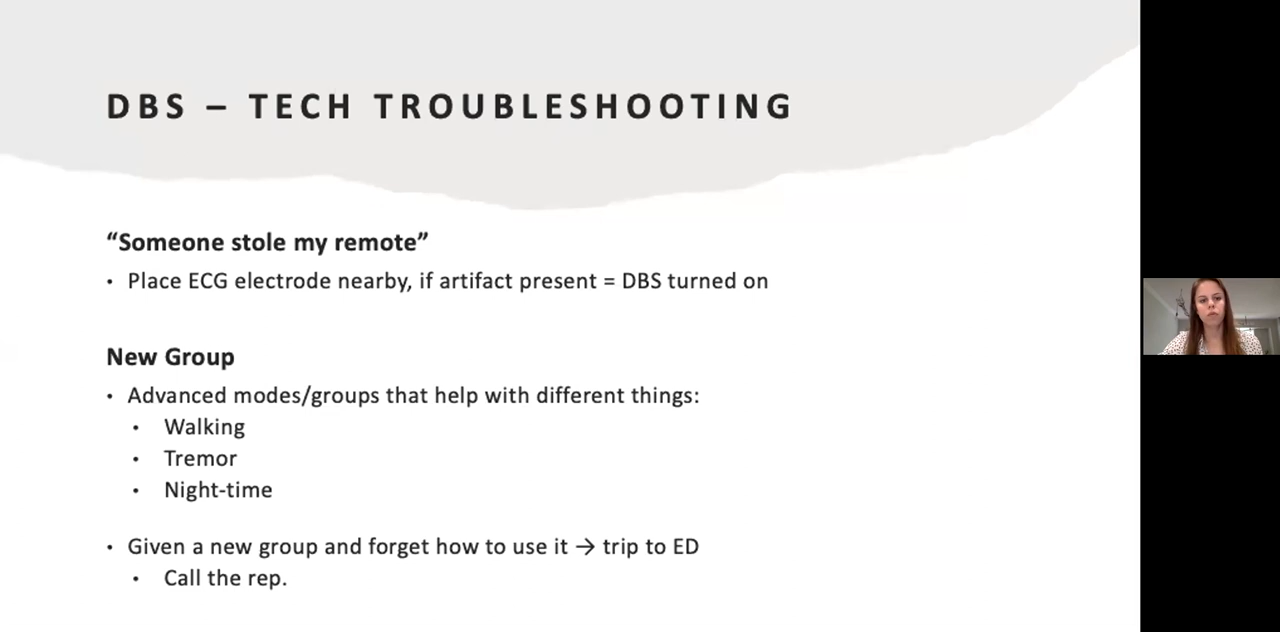 DBS – TECH TROUBLESHOOTING
“Someone stole my remote”
• Place ECG electrode nearby, if artifact present = DBS turned on
New Group
• Advanced modes/groups that help with different things:
• Walking
• Tremor
• Night-time
• Given a new group and forget how to use it → trip to ED
• Call the rep.